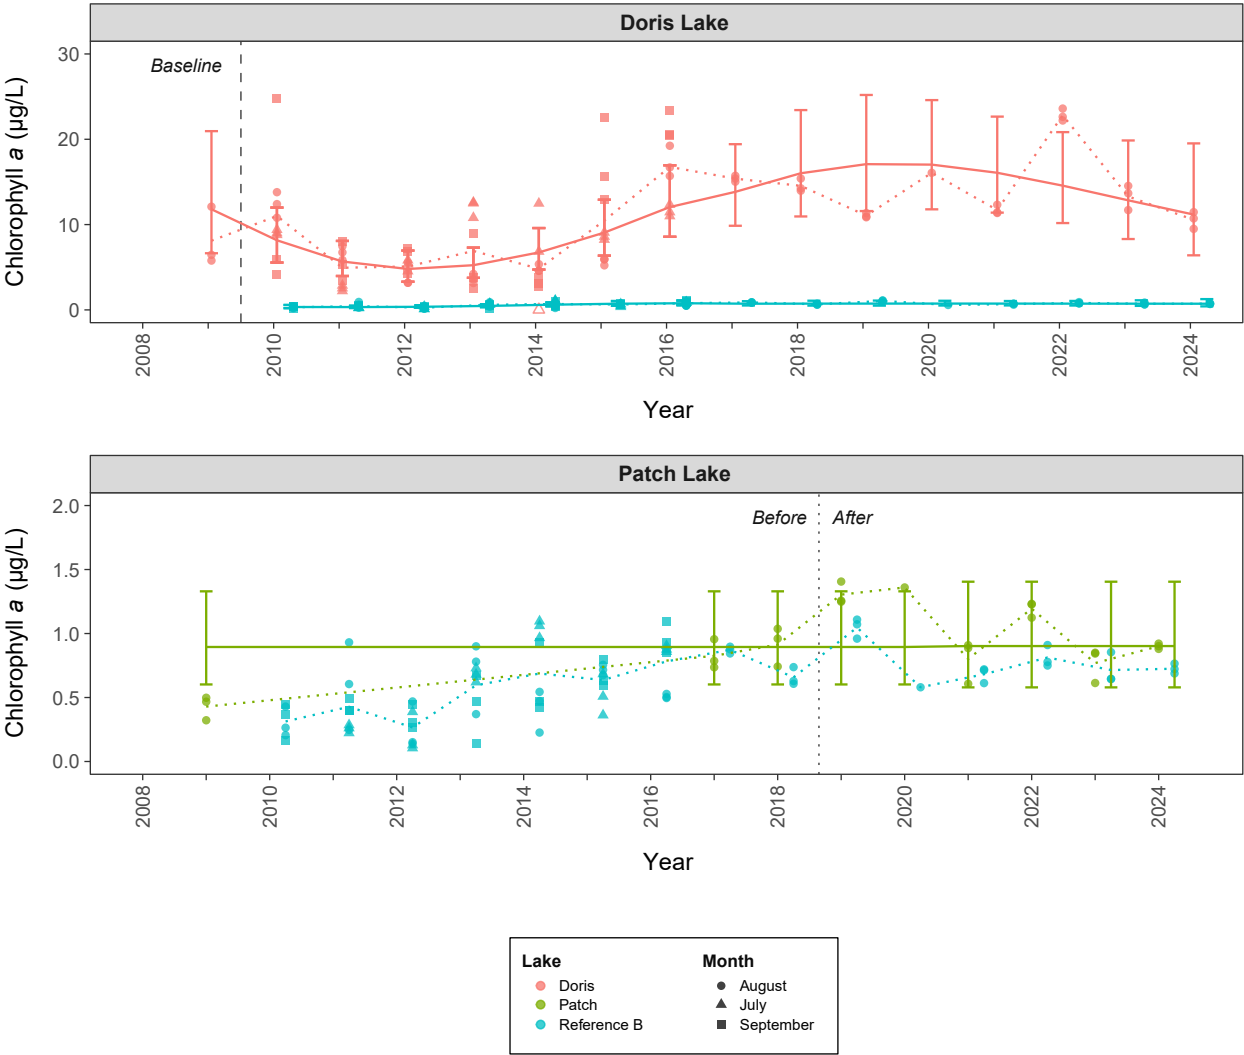 Doris Lake
Chlorophyll a (µg/L)
30
20
10
0
Baseline
2008
2010
2012
2014
2016
2018
2020
2022
2024
Year
Patch Lake
Chlorophyll a (µg/L)
2.0
1.5
1.0
0.5
0.0
Before After
2008
2010
2012
2014
2016
2018
2020
2022
2024
Year
Lake
Doris
Patch
Reference B
Month
August
July
September